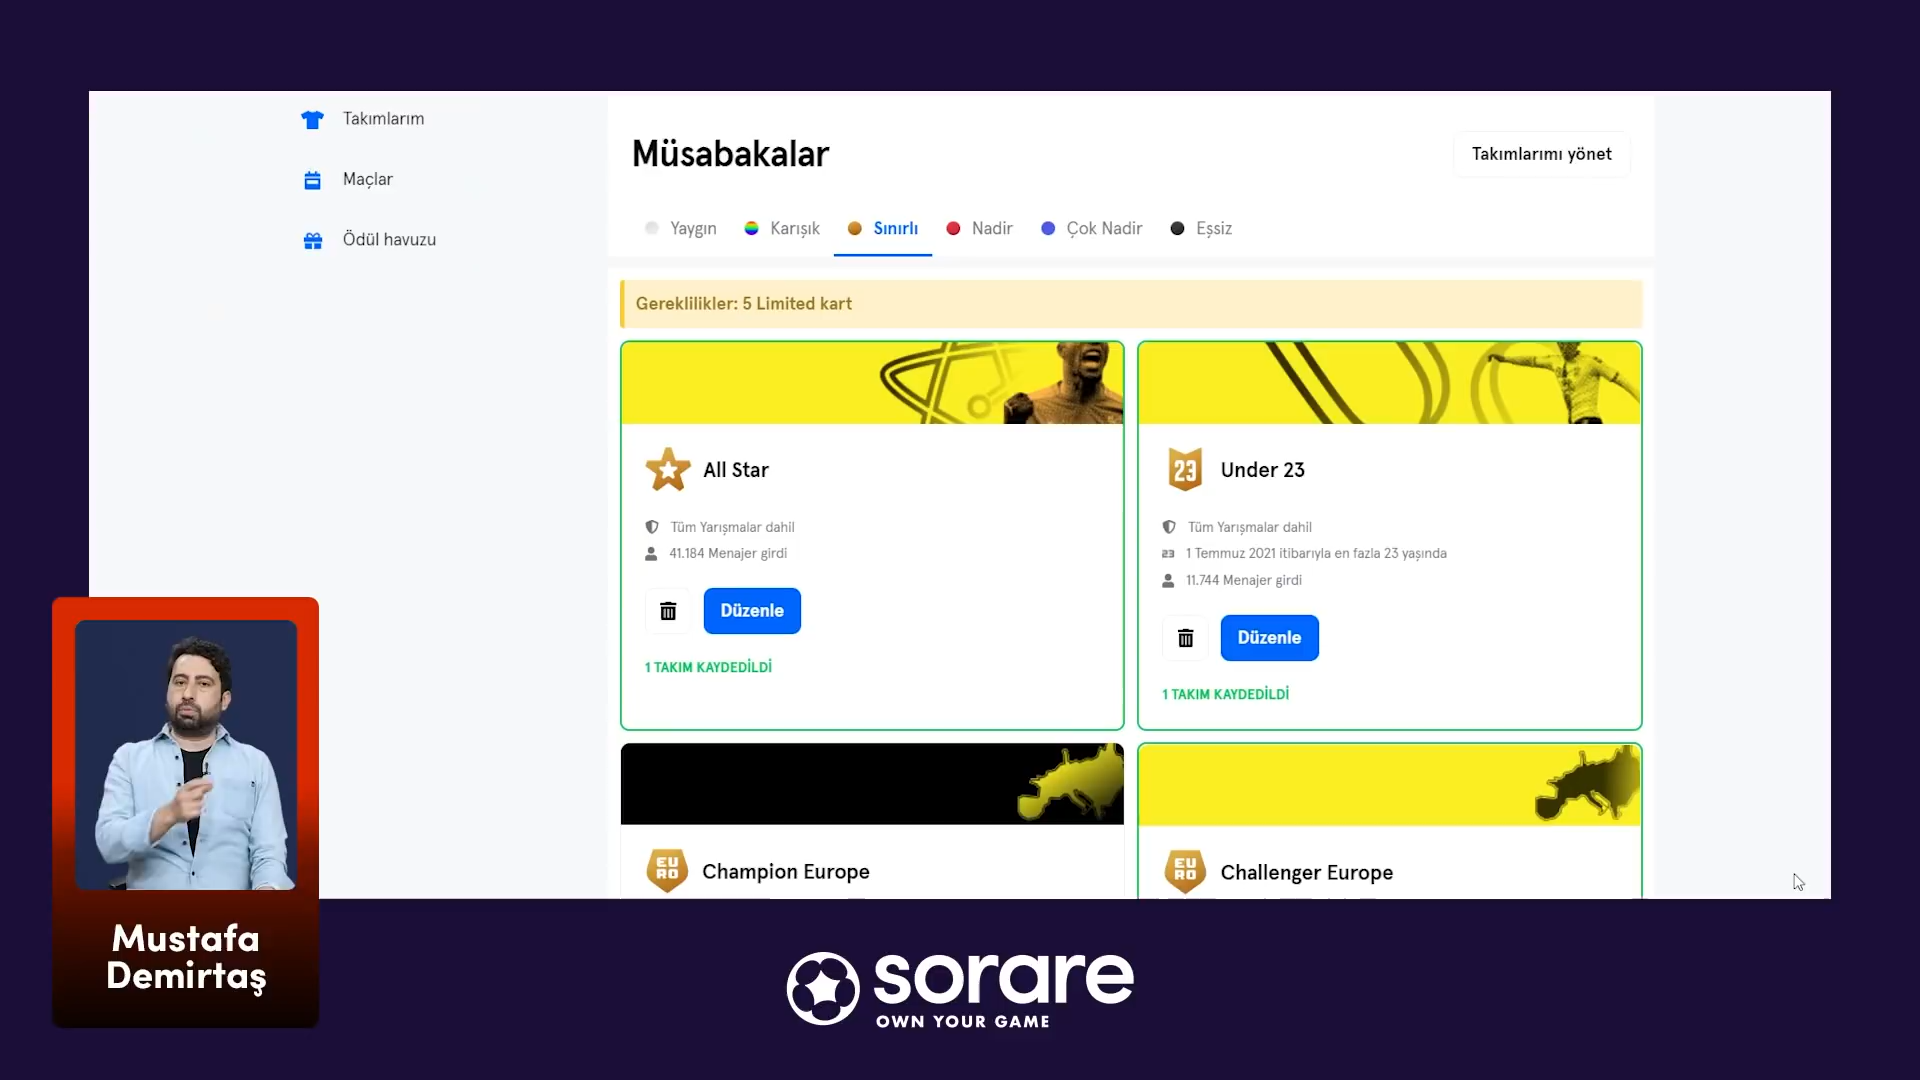 Takımlarım
Maçlar
Ödül havuzu
Müsabakalar
Takımlarımı yönet
Yaygın
Karışık
Sınırlı
Nadir
Çok Nadir
Eşsiz
Gereklilikler: 5 Limited kart
All Star
Tüm Yarışmalar dahil
41.184 Menajer girdi
Düzenle
1 TAKIM KAYDEDİLDİ
23
Under 23
Tüm Yarışmalar dahil
23 1 Temmuz 2021 itibarıyla en fazla 23 yaşında
11.744 Menajer girdi
Düzenle
1 TAKIM KAYDEDİLDİ
EU
RO
Champion Europe
EU
RO
Challenger Europe
Mustafa
Demirtaş
sorare
OWN YOUR GAME